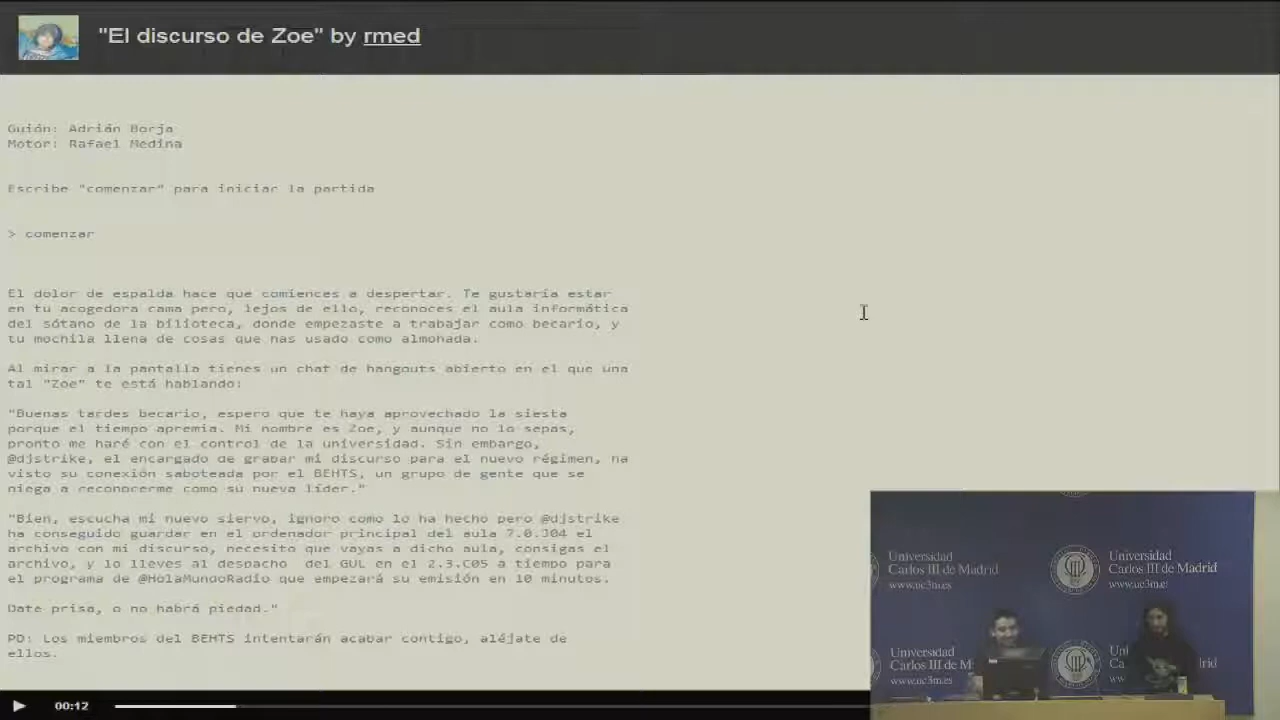 "El discurso de Zoe" by rmed
Guión: Adrián Borja
Motor: Rafael Medina
Escribe "comenzar" para iniciar la partida
> comenzar
El dolor de espalda hace que comiences a despertar. Te gustaría estar
en tu acogedora cama pero, lejos de ello, reconoces el aula informática
del sótano de la bilioteca, donde empezaste a trabajar como becario, y
tu mochila llena de cosas que has usado como almohada.
Al mirar a la pantalla tienes un chat de hangouts abierto en el que una
tal "Zoe" te está hablando:
"Buenas tardes becario, espero que te haya aprovechado la siesta
porque el tiempo apremia. Mi nombre es Zoe, y aunque no lo sepas,
pronto me haré con el control de la universidad. Sin embargo,
@djstrike, el encargado de grabar mi discurso para el nuevo régimen, ha
visto su conexión saboteada por el BEHTS, un grupo de gente que se
niega a reconocerme como su nueva líder."
"Bien, escucha mi nuevo siervo, ignoro como lo ha hecho pero @djstrike
ha conseguido guardar en el ordenador principal del aula 7.0.J04 el
archivo con mi discurso, necesito que vayas a dicho aula, consigas el
archivo, y lo lleves al despacho del GUL en el 2.3.C05 a tiempo para
el programa de @HolaMundoRadio que empezará su emisión en 10 minutos.
Date prisa, o no habrá piedad."
PD: Los miembros del BEHTS intentarán acabar contigo, aléjate de
ellos.
00:12
Universidad
Carlos III de Madrid
www.uc3m.es
Universidad
Carlos III de Madrid
www.uc3m.es
Universidad
Carlos III de M
www.uc3m.es
Uni
Ca
ww
rid